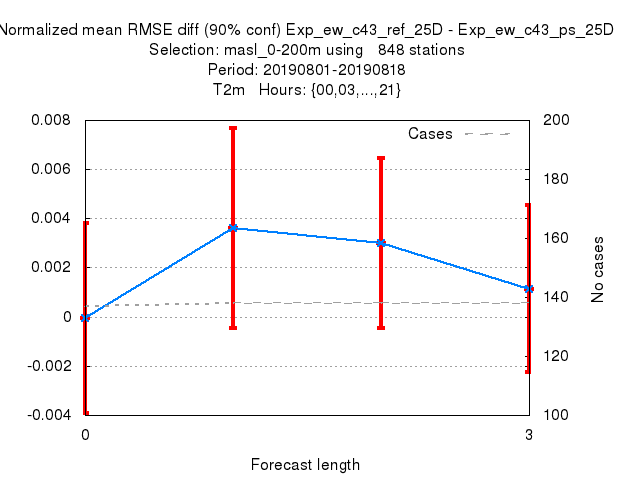 Normalized mean RMSE diff (90% conf) Exp_ew_c43_ref_25D - Exp_ew_c43_ps_25D
Selection: masl_0-200m using   848 stations
Period: 20190801-20190818
T2m   Hours: {00,03,...,21}
0.008
0.006
0.004
0.002
0
-0.002
-0.004
Cases
200
180
160
140
120
100
No cases
0
3
Forecast length